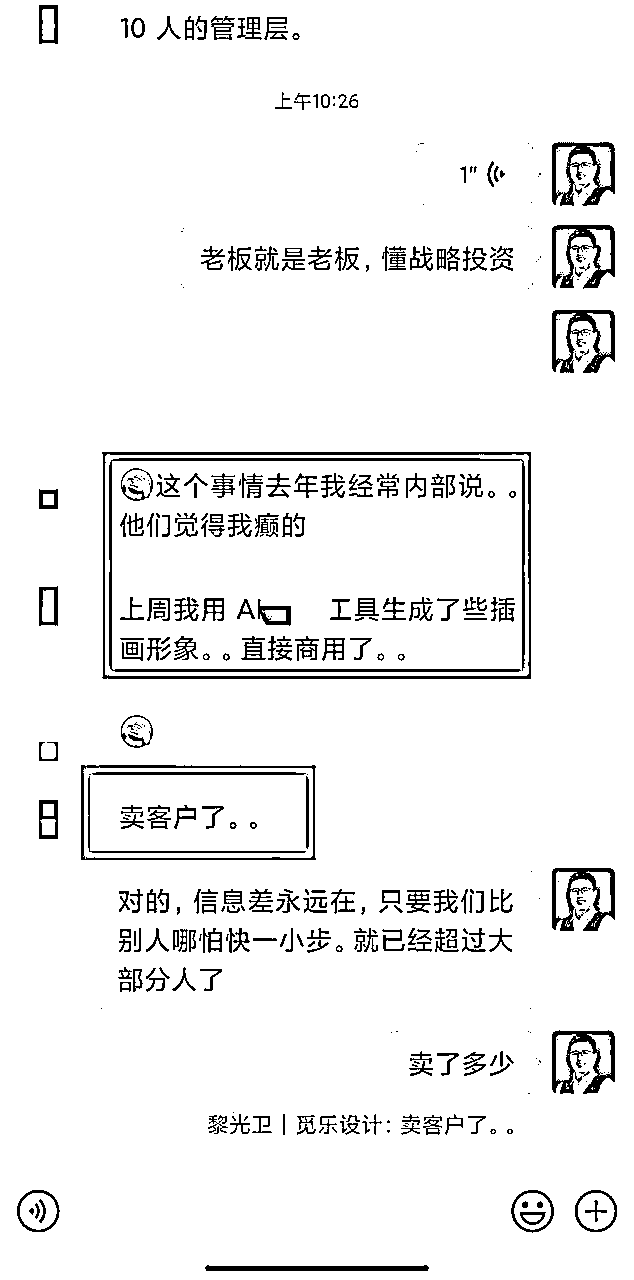 10 人的管理层。
上午10:26
1"
老板就是老板，懂战略投资
这个事情去年我经常内部说。。
他们觉得我癫的
上周我用 AI 工具生成了些插
画形象。。直接商用了。。
卖客户了。。
对的，信息差永远在，只要我们比
别人哪怕快一小步。就已经超过大
部分人了
卖了多少
黎光卫｜觅乐设计：卖客户了。。